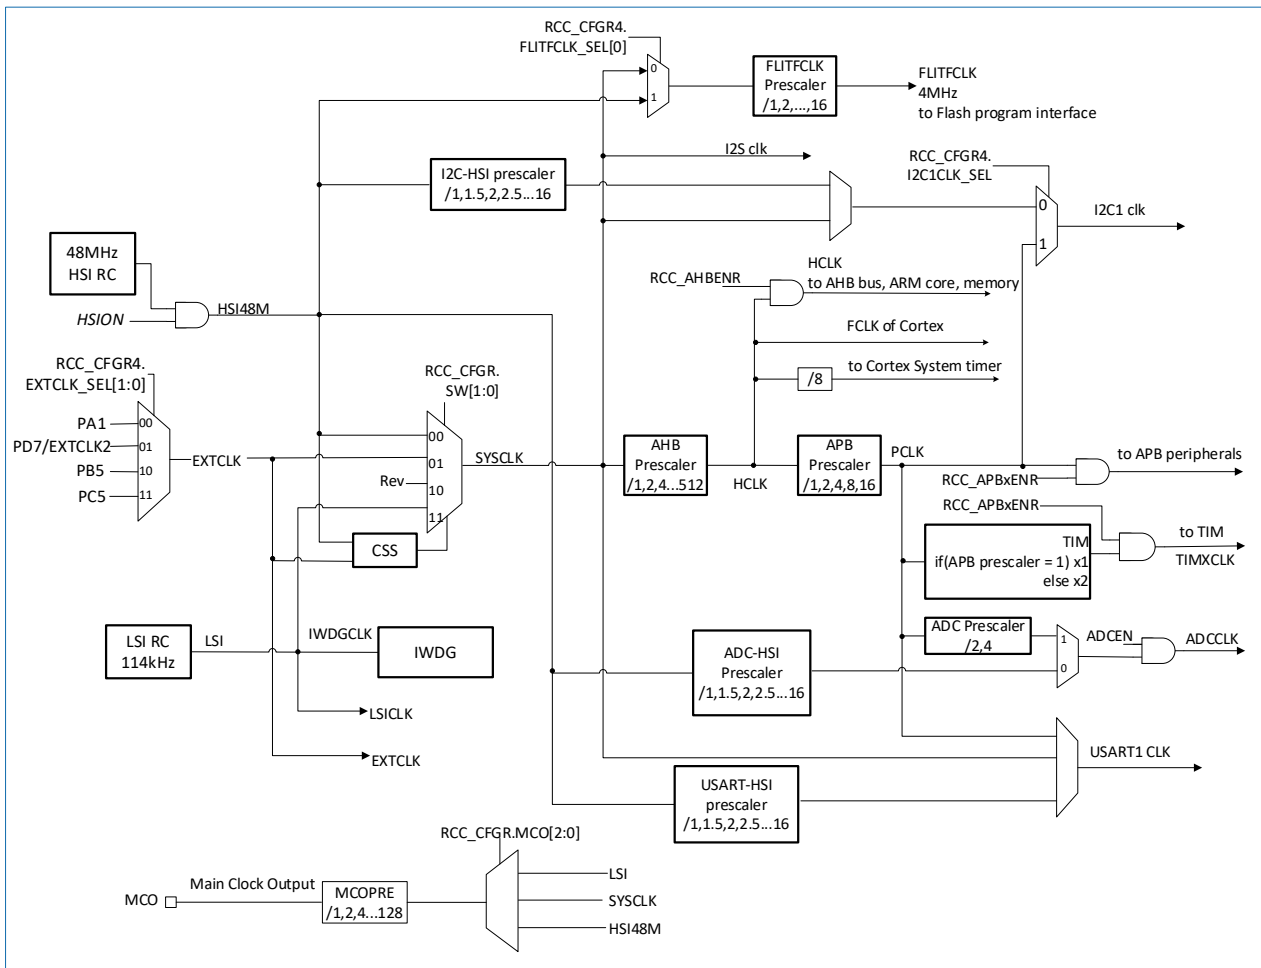 RCC_CFGR4.
FLITFCLK_SEL[0]
0
1
FLITFCLK
Prescaler
/1,2,...,16
FLITFCLK
4MHz
to Flash program interface
I2S clk
RCC_CFGR4.
I2C1CLK_SEL
I2C-HSI prescaler
/1,1.5,2,2.5...16
0
1
I2C1 clk
48MHz
HSI RC
HSION
HSI48M
RCC_AHBENR
HCLK
to AHB bus, ARM core, memory
FCLK of Cortex
/8
to Cortex System timer
RCC_CFGR4.
EXTCLK_SEL[1:0]
PA1
PD7/EXTCLK2
PB5
PC5
00
01
10
11
EXTCLK
RCC_CFGR.
SW[1:0]
00
01
Rev
10
11
SYSCLK
CSS
AHB
Prescaler
/1,2,4...512
HCLK
APB
Prescaler
/1,2,4,8,16
PCLK
RCC_APBxENR
to APB peripherals
RCC_APBxENR
TIM
if(APB prescaler = 1) x1
else x2
to TIM
TIMXCLK
LSI RC
114kHz
LSI
IWDGCLK
IWDG
LSICLK
EXTCLK
ADC-HSI
Prescaler
/1,1.5,2,2.5...16
ADC Prescaler
/2,4
1
0
ADCEN
ADCCLK
USART-HSI
prescaler
/1,1.5,2,2.5...16
USART1 CLK
RCC_CFGR.MCO[2:0]
MCO
Main Clock Output
MCOPRE
/1,2,4...128
LSI
SYSCLK
HSI48M